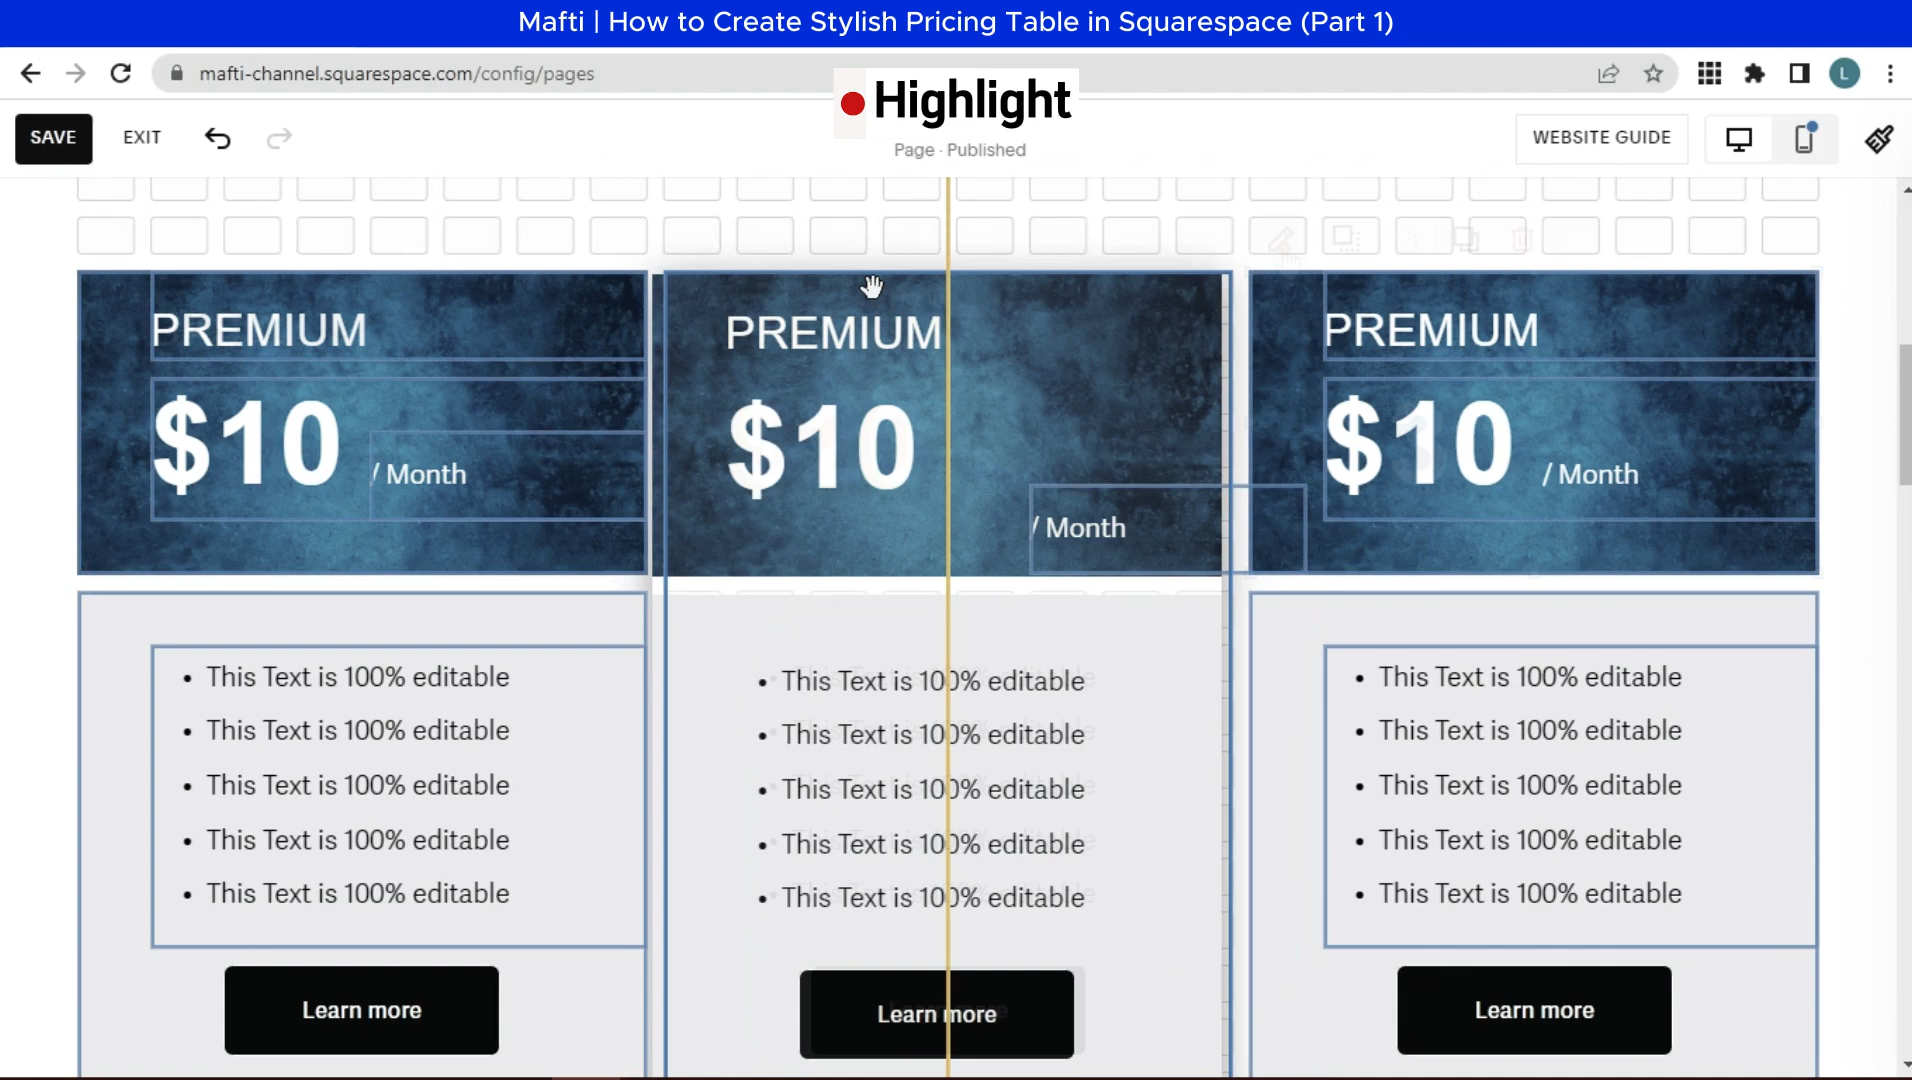 Mafti | How to Create Stylish Pricing Table in Squarespace (Part 1)
mafti-channel.squarespace.com/config/pages
L
Highlight
SAVE
EXIT
Page · Published
WEBSITE GUIDE
PREMIUM
$10
/ Month
• This Text is 100% editable
• This Text is 100% editable
• This Text is 100% editable
• This Text is 100% editable
• This Text is 100% editable
Learn more
PREMIUM
$10
/ Month
• This Text is 100% editable
• This Text is 100% editable
• This Text is 100% editable
• This Text is 100% editable
• This Text is 100% editable
Learn more
PREMIUM
$10
/ Month
• This Text is 100% editable
• This Text is 100% editable
• This Text is 100% editable
• This Text is 100% editable
• This Text is 100% editable
Learn more